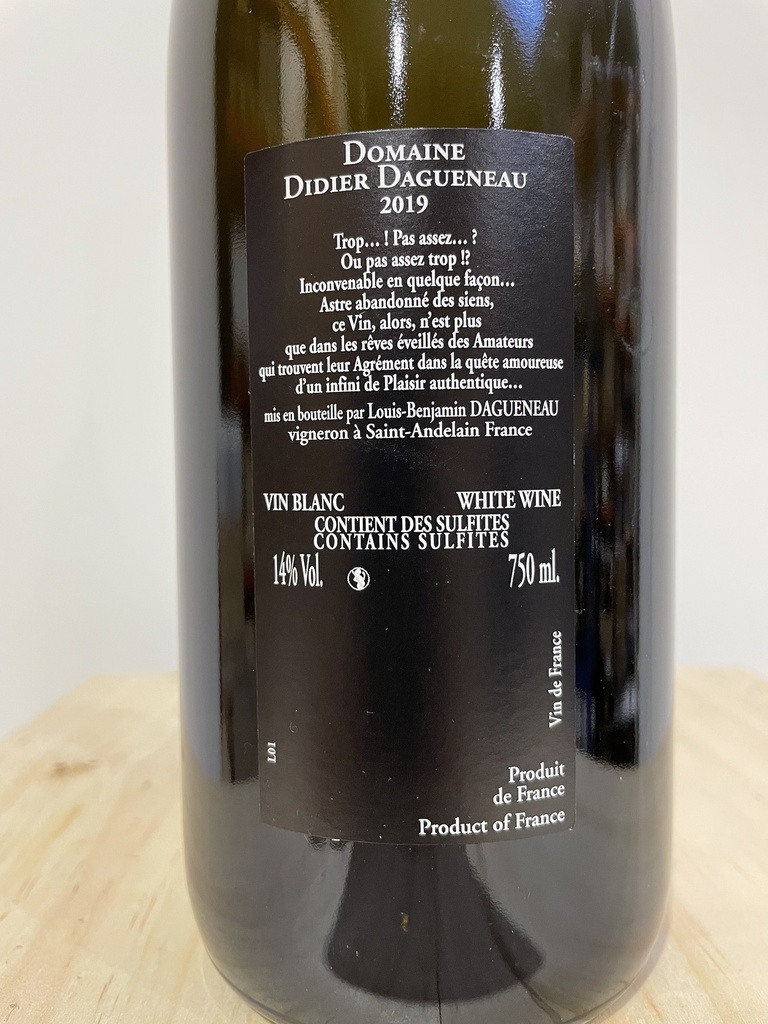 DOMAINE
DIDIER DAGUENEAU
2019
Trop... ! Pas assez... ?
Ou pas assez trop !?
Inconvenable en quelque façon...
Astre abandonné des siens,
ce Vin, alors, n'est plus
que dans les rêves éveillés des Amateurs
qui trouvent leur Agrément dans la quête amoureuse
d'un infini de Plaisir authentique...
mis en bouteille par Louis-Benjamin DAGUENEAU
vigneron à Saint-Andelain France
VIN BLANC WHITE WINE
CONTIENT DES SULFITES
CONTAINS SULFITES
14% Vol. 750 ml.
Vin de France
L01
Produit
de France
Product of France